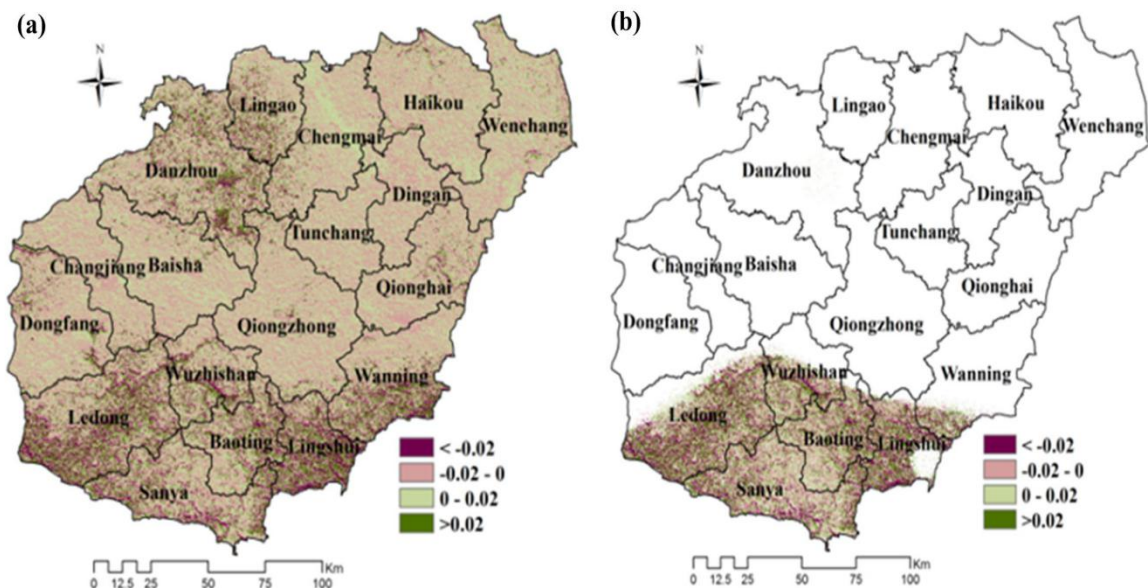 (a)
N
Lingao
Haikou
Wenchang
Chengmai
Danzhou
Dingan
Tunchang
Changjiang
Baisha
Qionghai
Dongfang
Qiongzhong
Wuzhishan
Wanning
Ledong
Baoting
Lingshui
Sanya
< -0.02
-0.02 - 0
0 - 0.02
>0.02
Km
0 12.5 25 50 75 100
(b)
N
Lingao
Haikou
Wenchang
Chengmai
Danzhou
Dingan
Tunchang
Changjiang
Baisha
Qionghai
Dongfang
Qiongzhong
Wuzhishan
Wanning
Ledong
Baoting
Lingshui
Sanya
< -0.02
-0.02 - 0
0 - 0.02
>0.02
Km
0 12.5 25 50 75 100